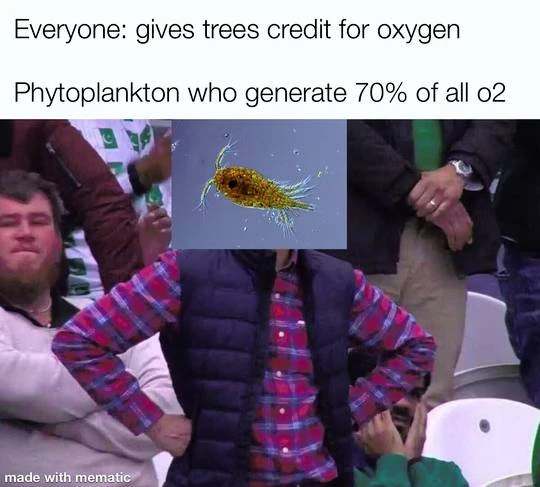 Everyone: gives trees credit for oxygen
Phytoplankton who generate 70% of all o2
made with mematic